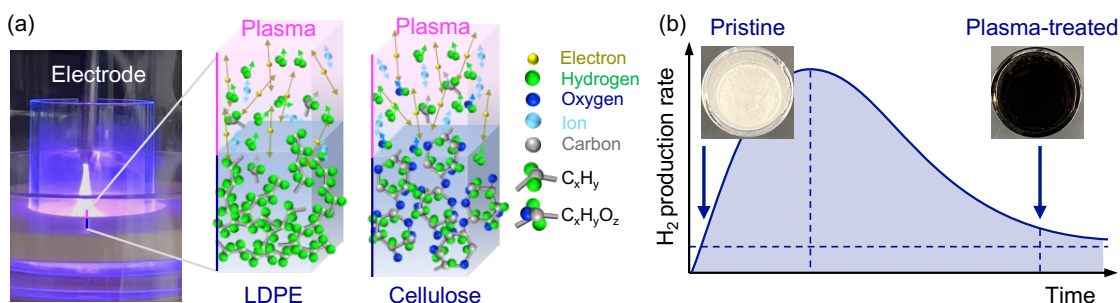 (a)
Electrode
Plasma
Plasma
Electron
Hydrogen
Oxygen
Ion
Carbon
CxHy
CxHyOz
LDPE
Cellulose
(b)
Pristine
Plasma-treated
H2 production rate
Time